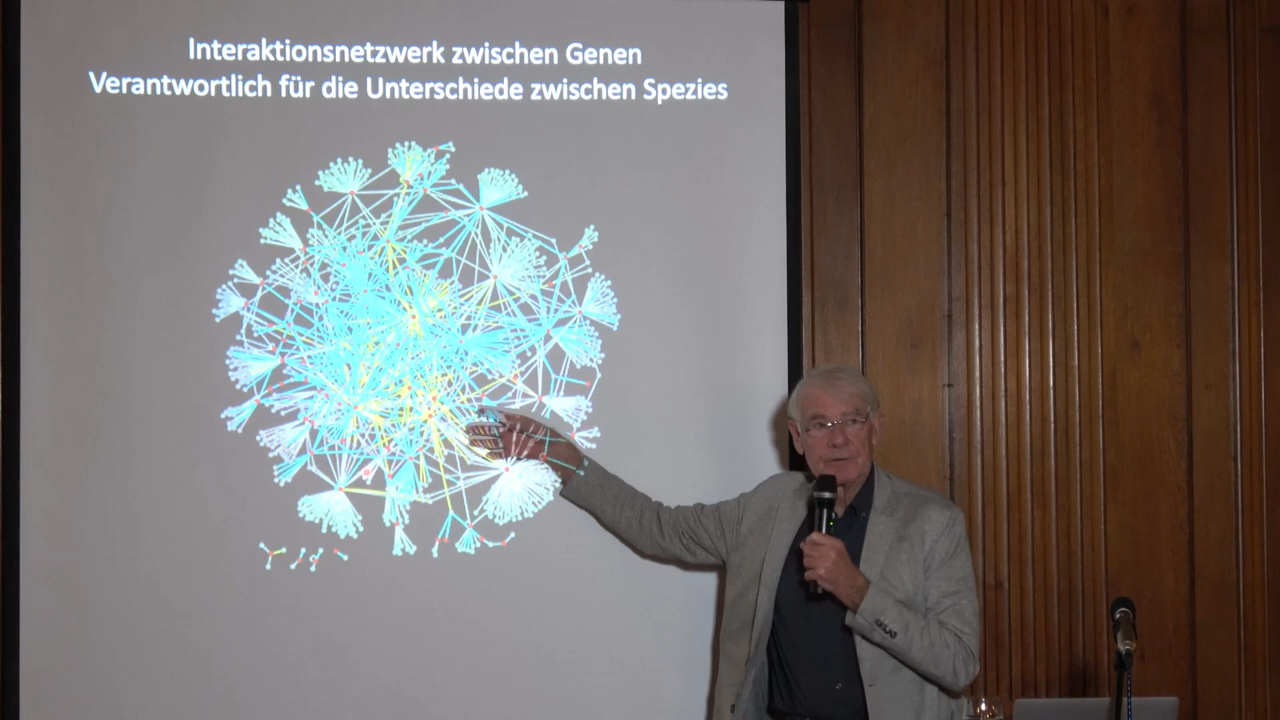 Interaktionsnetzwerk zwischen Genen
Verantwortlich für die Unterschiede zwischen Spezies